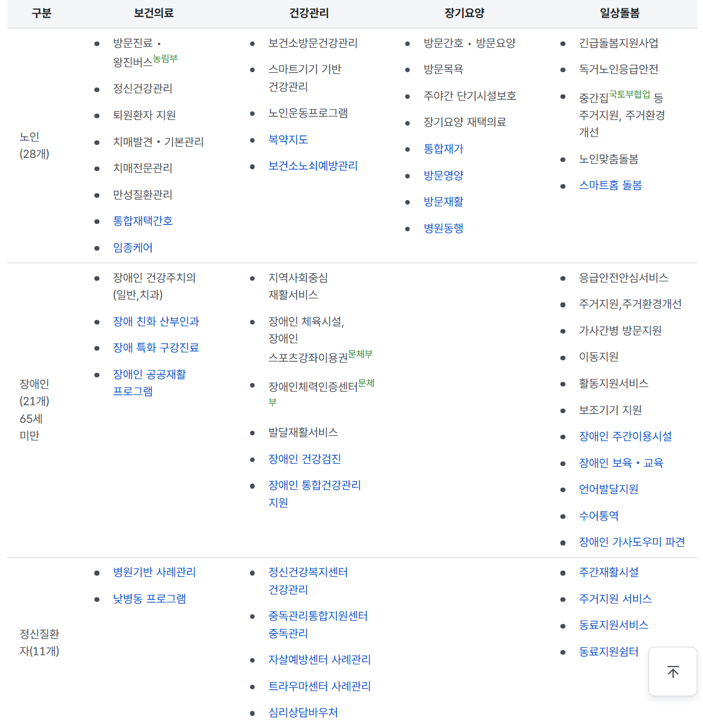 구분 보건의료 건강관리 장기요양 일상돌봄
노인
(28개)
방문진료・
왕진버스농림부
정신건강관리
퇴원환자 지원
치매발견・기본관리
치매전문관리
만성질환관리
통합재택간호
임종케어
보건소방문건강관리
스마트기기 기반
건강관리
노인운동프로그램
복약지도
보건소노쇠예방관리
방문간호・방문요양
방문목욕
주야간 단기시설보호
장기요양 재택의료
통합재가
방문영양
방문재활
병원동행
긴급돌봄지원사업
독거노인응급안전
중간집국토부협업 등
주거지원, 주거환경
개선
노인맞춤돌봄
스마트홈 돌봄
장애인
(21개)
65세
미만
장애인 건강주치의
(일반,치과)
장애 친화 산부인과
장애 특화 구강진료
장애인 공공재활
프로그램
지역사회중심
재활서비스
장애인 체육시설,
장애인
스포츠강좌이용권문체부
장애인체력인증센터문체
부
발달재활서비스
장애인 건강검진
장애인 통합건강관리
지원
응급안전안심서비스
주거지원,주거환경개선
가사간병 방문지원
이동지원
활동지원서비스
보조기기 지원
장애인 주간이용시설
장애인 보육・교육
언어발달지원
수어통역
장애인 가사도우미 파견
정신질환
자(11개)
병원기반 사례관리
낮병동 프로그램
정신건강복지센터
건강관리
중독관리통합지원센터
중독관리
자살예방센터 사례관리
트라우마센터 사례관리
심리상담바우처
주간재활시설
주거지원 서비스
동료지원서비스
동료지원쉼터